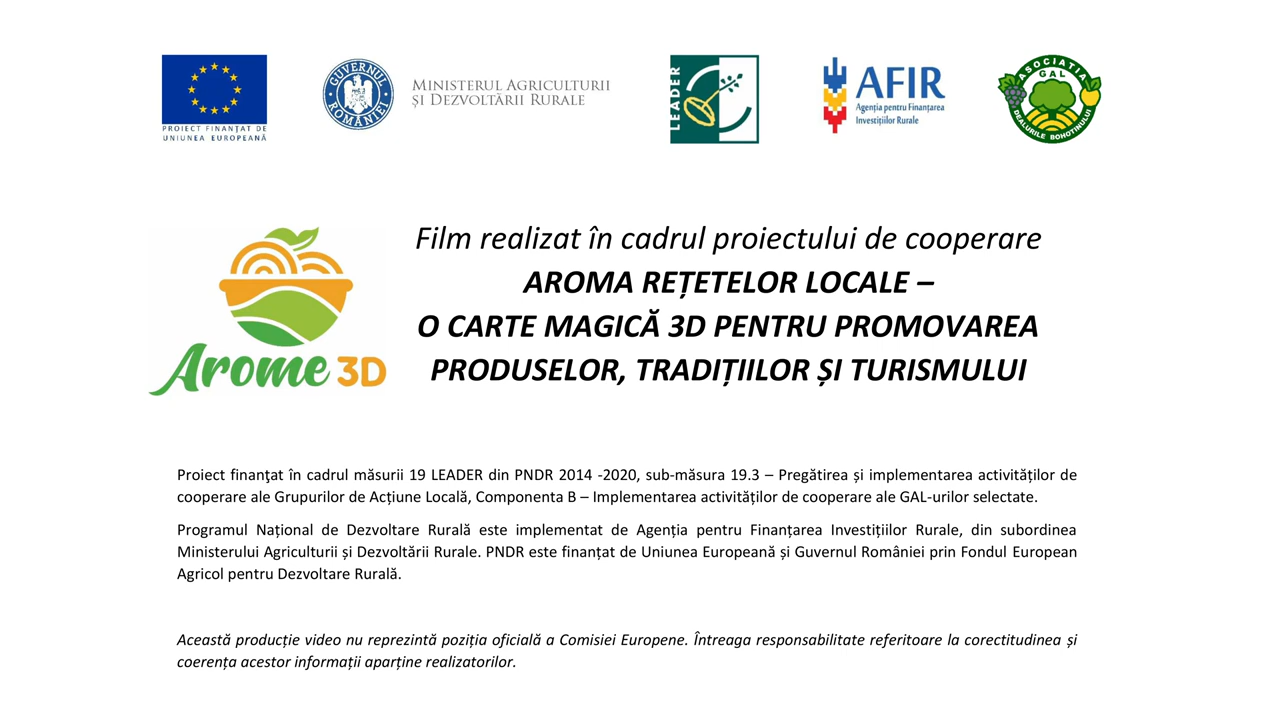 PROIECT FINANȚAT DE
UNIUNEA EUROPEANĂ
GUVERNUL ROMÂNIEI
MINISTERUL AGRICULTURII
ȘI DEZVOLTĂRII RURALE
LEADER
AFIR
Agenția pentru Finanțarea
Investițiilor Rurale
ASOCIAȚIA
GAL
DEALURILE BOHOTINULUI
Arome 3D
Film realizat în cadrul proiectului de cooperare
AROMA REȚETELOR LOCALE –
O CARTE MAGICĂ 3D PENTRU PROMOVAREA
PRODUSELOR, TRADIȚIILOR ȘI TURISMULUI
Proiect finanţat în cadrul măsurii 19 LEADER din PNDR 2014 -2020, sub-măsura 19.3 – Pregătirea și implementarea activităților de
cooperare ale Grupurilor de Acțiune Locală, Componenta B – Implementarea activităților de cooperare ale GAL-urilor selectate.
Programul Național de Dezvoltare Rurală este implementat de Agenția pentru Finanțarea Investițiilor Rurale, din subordinea
Ministerului Agriculturii și Dezvoltării Rurale. PNDR este finanțat de Uniunea Europeană și Guvernul României prin Fondul European
Agricol pentru Dezvoltare Rurală.
Această producție video nu reprezintă poziția oficială a Comisiei Europene. Întreaga responsabilitate referitoare la corectitudinea și
coerența acestor informații aparține realizatorilor.